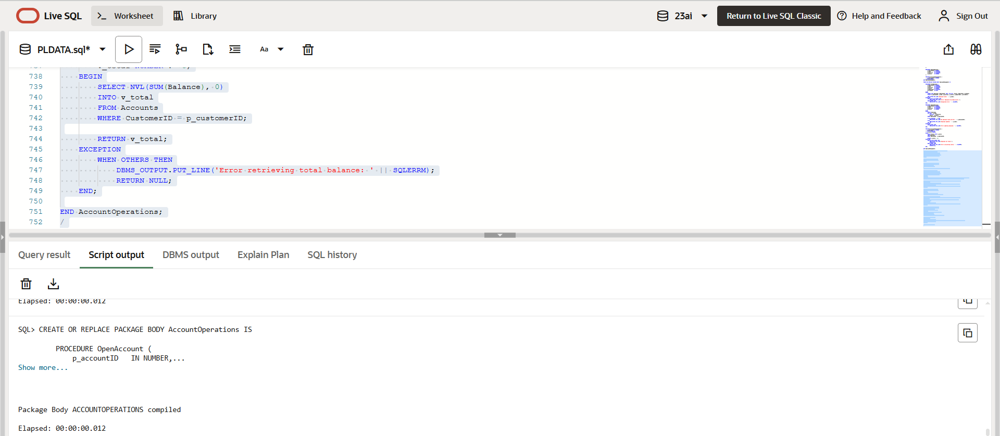 Live SQL
Worksheet
Library
23ai
Return to Live SQL Classic
Help and Feedback
Sign Out
PLDATA.sql*
Aa
738 BEGIN
739 SELECT NVL(SUM(Balance), 0)
740 INTO v_total
741 FROM Accounts
742 WHERE CustomerID = p_customerID;
743
744 RETURN v_total;
745 EXCEPTION
746 WHEN OTHERS THEN
747 DBMS_OUTPUT.PUT_LINE('Error retrieving total balance: ' || SQLERRM);
748 RETURN NULL;
749 END;
750
751 END AccountOperations;
752 /
Query result
Script output
DBMS output
Explain Plan
SQL history
Elapsed: 00:00:00.012
SQL> CREATE OR REPLACE PACKAGE BODY AccountOperations IS
PROCEDURE OpenAccount (
p_accountID IN NUMBER,...
Show more...
Package Body ACCOUNTOPERATIONS compiled
Elapsed: 00:00:00.012